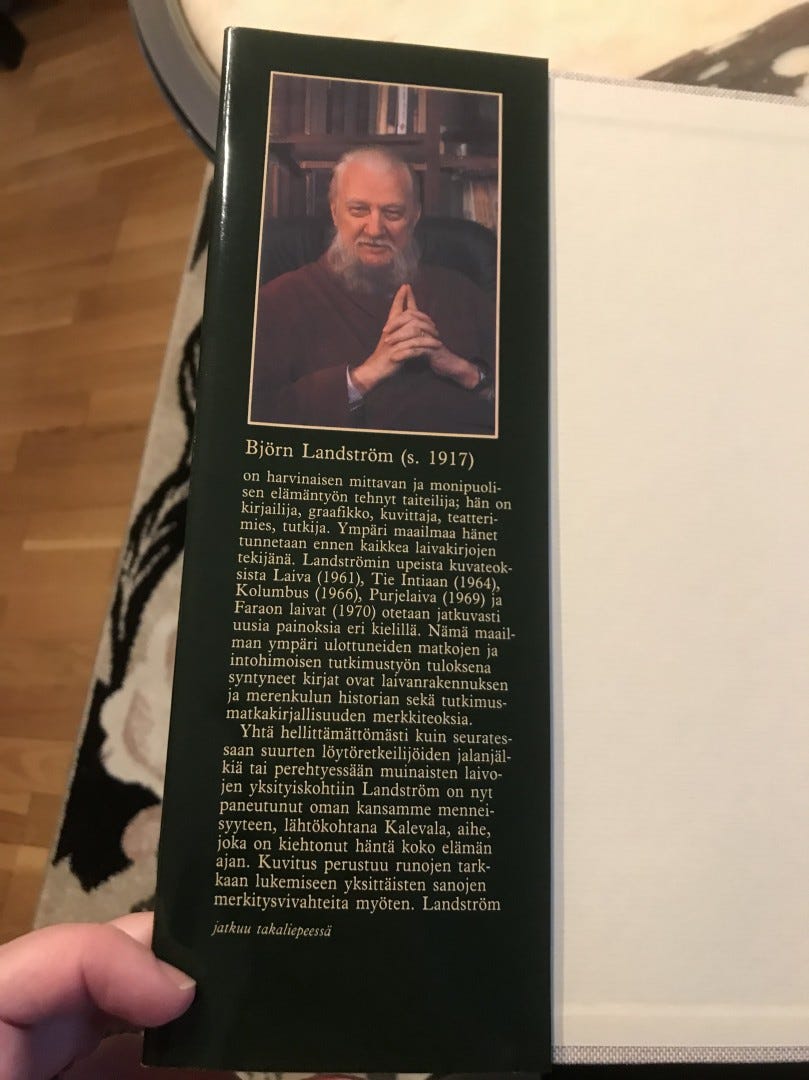 Björn Landström (s. 1917)
on harvinaisen mittavan ja monipuoli-
sen elämäntyön tehnyt taiteilija; hän on
kirjailija, graafikko, kuvittaja, teatteri-
mies, tutkija. Ympäri maailmaa hänet
tunnetaan ennen kaikkea laivakirjojen
tekijänä. Landströmin upeista kuvateok-
sista Laiva (1961), Tie Intiaan (1964),
Kolumbus (1966), Purjelaiva (1969) ja
Faraon laivat (1970) otetaan jatkuvasti
uusia painoksia eri kielillä. Nämä maail-
man ympäri ulottuneiden matkojen ja
intohimoisen tutkimustyön tuloksena
syntyneet kirjat ovat laivanrakennuksen
ja merenkulun historian sekä tutkimus-
matkakirjallisuuden merkkiteoksia.
Yhtä hellittämättömästi kuin seurates-
saan suurten löytöretkeilijöiden jalanjäl-
kiä tai perehtyessään muinaisten laivo-
jen yksityiskohtiin Landström on nyt
paneutunut oman kansamme mennei-
syyteen, lähtökohtana Kalevala, aihe,
joka on kiehtonut häntä koko elämän
ajan. Kuvitus perustuu runojen tark-
kaan lukemiseen yksittäisten sanojen
merkitysvivahteita myöten. Landström
jatkuu takaliepeessä